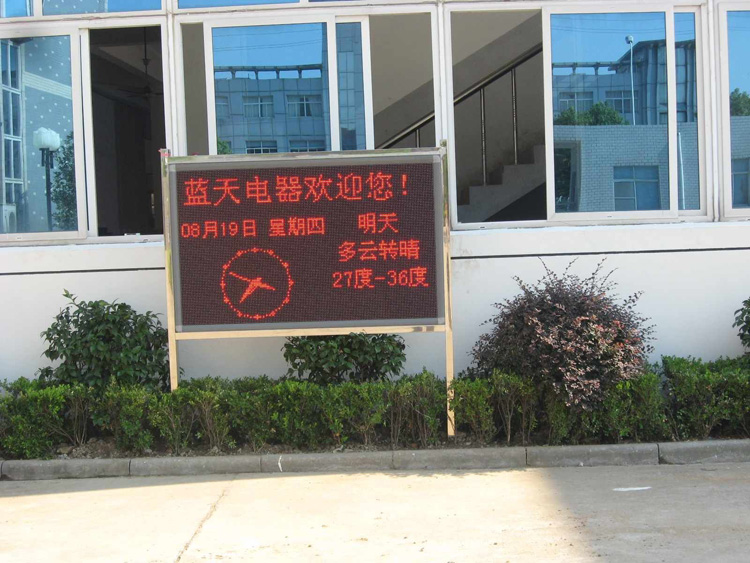 蓝天电器欢迎您!
08月19日 星期四 明天
多云转晴
27度-36度